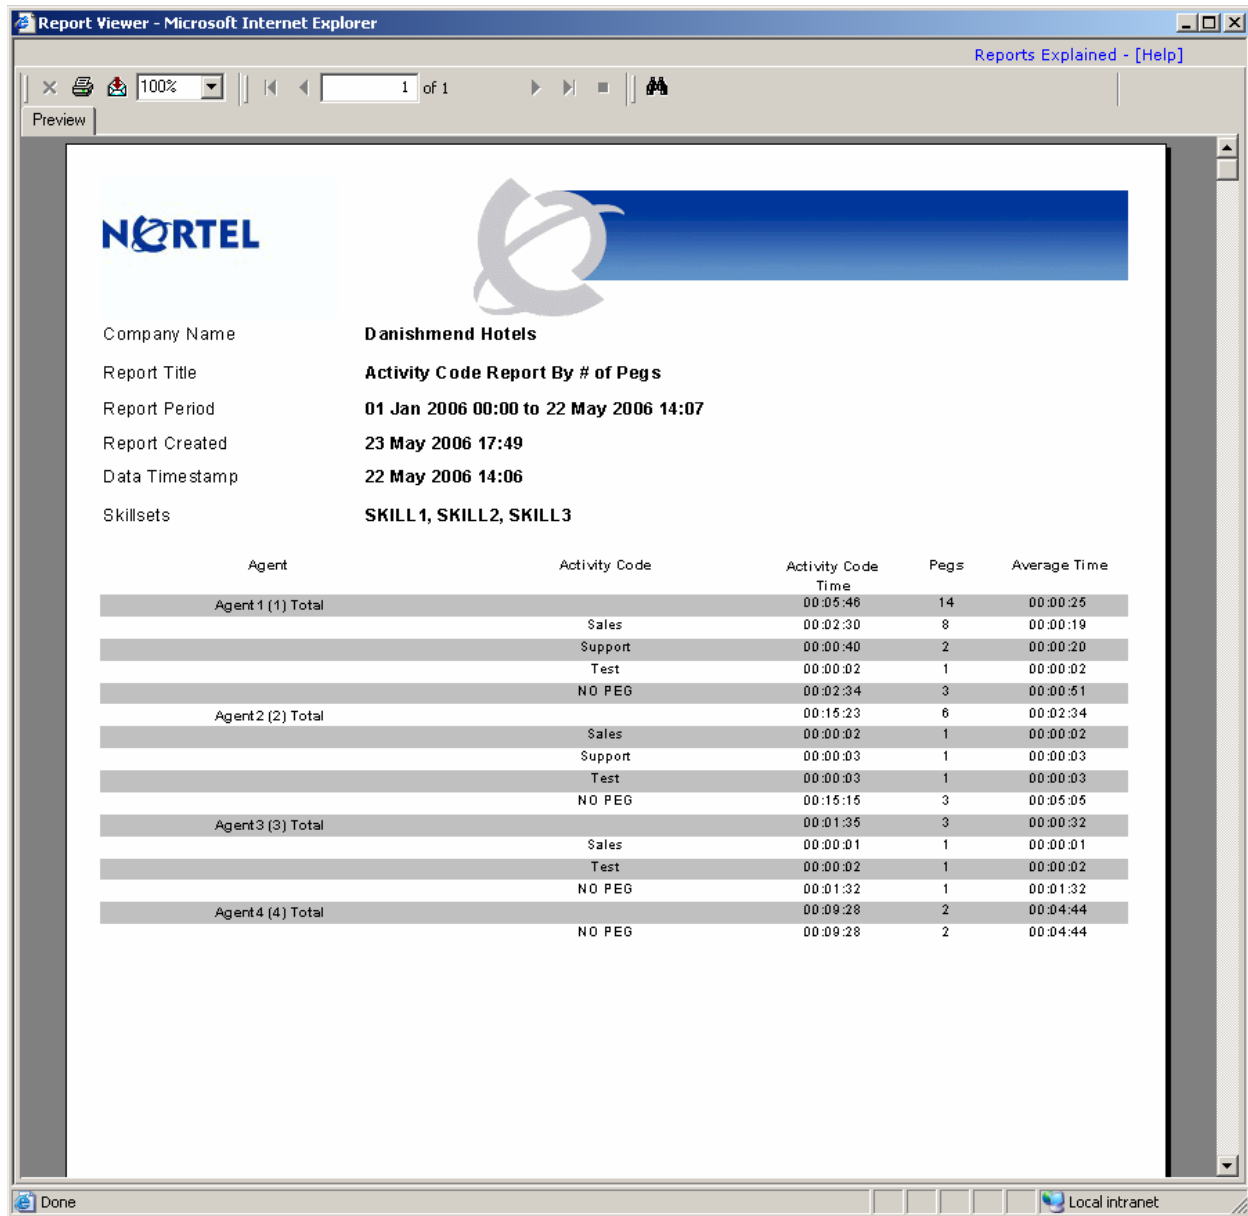 Report Viewer - Microsoft Internet Explorer
Reports Explained - [Help]
100% 1 of 1
Preview
NORTEL
Company Name Danishmend Hotels
Report Title Activity Code Report By # of Pegs
Report Period 01 Jan 2006 00:00 to 22 May 2006 14:07
Report Created 23 May 2006 17:49
Data Timestamp 22 May 2006 14:06
Skillsets SKILL1, SKILL2, SKILL3
Agent Activity Code Activity Code Time Pegs Average Time
Agent1 (1) Total 00:05:46 14 00:00:25
Sales 00:02:30 8 00:00:19
Support 00:00:40 2 00:00:20
Test 00:00:02 1 00:00:02
NO PEG 00:02:34 3 00:00:51
Agent2 (2) Total 00:15:23 6 00:02:34
Sales 00:00:02 1 00:00:02
Support 00:00:03 1 00:00:03
Test 00:00:03 1 00:00:03
NO PEG 00:15:15 3 00:05:05
Agent3 (3) Total 00:01:35 3 00:00:32
Sales 00:00:01 1 00:00:01
Test 00:00:02 1 00:00:02
NO PEG 00:01:32 1 00:01:32
Agent4 (4) Total 00:09:28 2 00:04:44
NO PEG 00:09:28 2 00:04:44
Done Local intranet